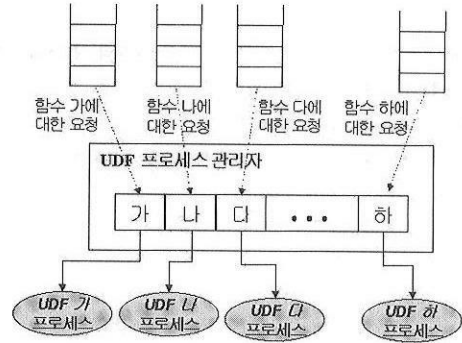 함수 가에
대한 요청
함수 나에
대한 요청
함수 다에
대한 요청
함수 하에
대한 요청
UDF 프로세스 관리자
가 나 다 ••• 하
UDF 가
프로세스
UDF 나
프로세스
UDF 다
프로세스
UDF 하
프로세스